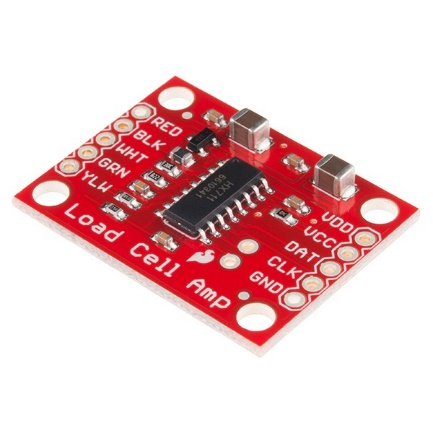 RED
BLK
WHT
GRN
YLW
HX711
Load Cell Amp
VDD
VCC
DAT
CLK
GND